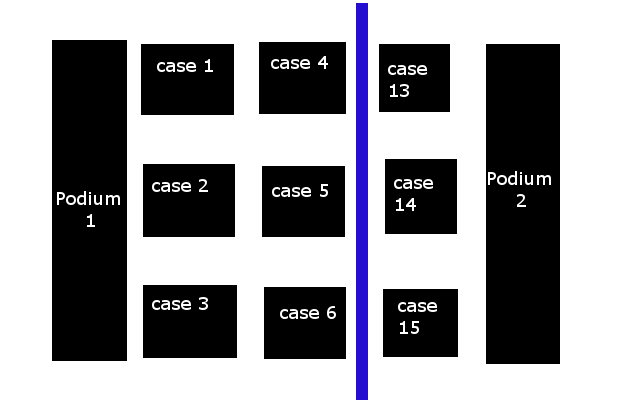 case 1
case 4
case
13
Podium
1
case 2
case 5
case
14
Podium
2
case 3
case 6
case
15